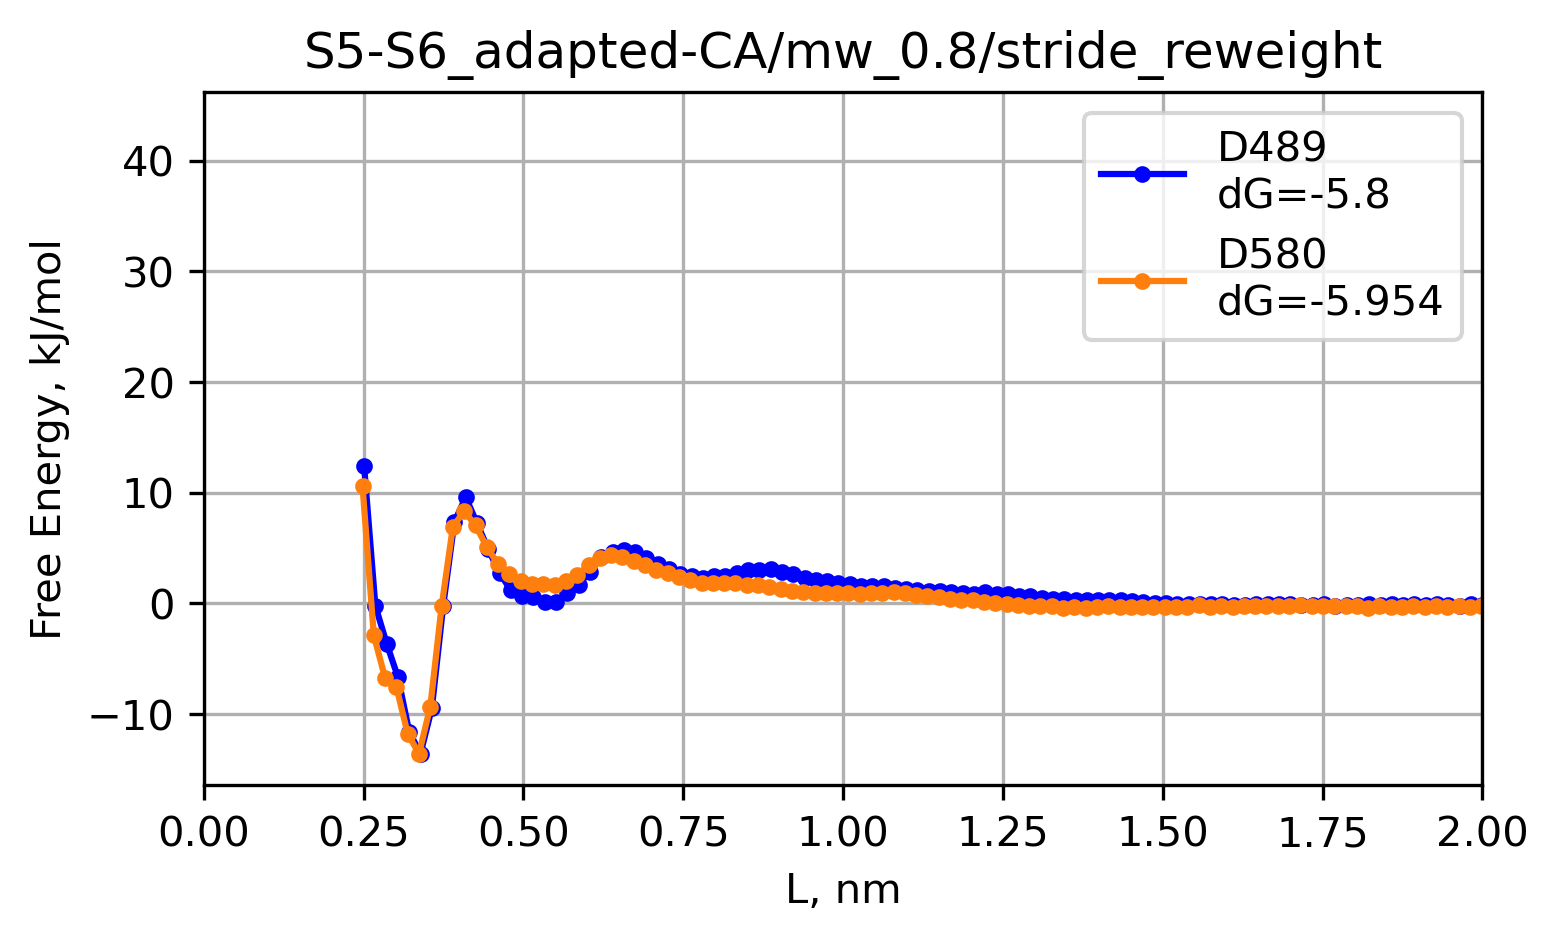 S5-S6_adapted-CA/mw_0.8/stride_reweight
D489
dG=-5.8
D580
dG=-5.954
Free Energy, kJ/mol
40
30
20
10
0
−10
0.00 0.25 0.50 0.75 1.00 1.25 1.50 1.75 2.00
L, nm